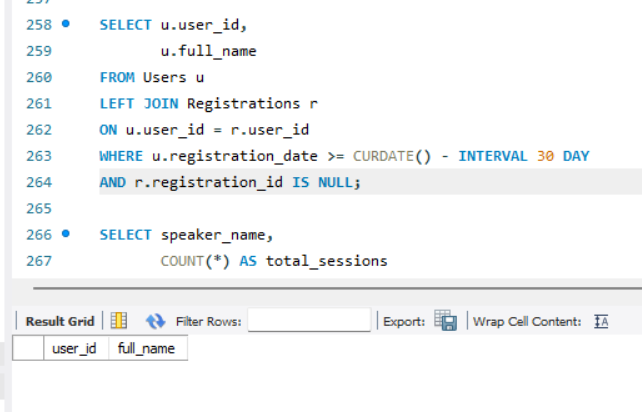 257
258 SELECT u.user_id,
259 u.full_name
260 FROM Users u
261 LEFT JOIN Registrations r
262 ON u.user_id = r.user_id
263 WHERE u.registration_date >= CURDATE() - INTERVAL 30 DAY
264 AND r.registration_id IS NULL;
265
266 SELECT speaker_name,
267 COUNT(*) AS total_sessions
Result Grid Filter Rows: Export: Wrap Cell Content: IA
user_id full_name